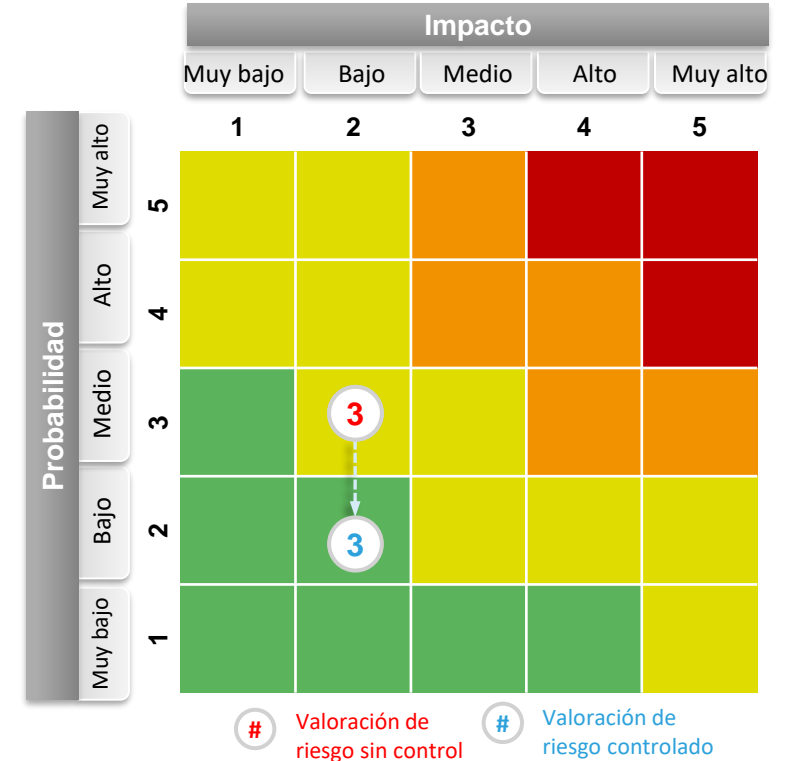 Impacto
Muy bajo
Bajo
Medio
Alto
Muy alto
1
2
3
4
5
Probabilidad
Muy alto
5
Alto
4
Medio
3
3
Bajo
2
3
Muy bajo
1
#
Valoración de
riesgo sin control
#
Valoración de
riesgo controlado